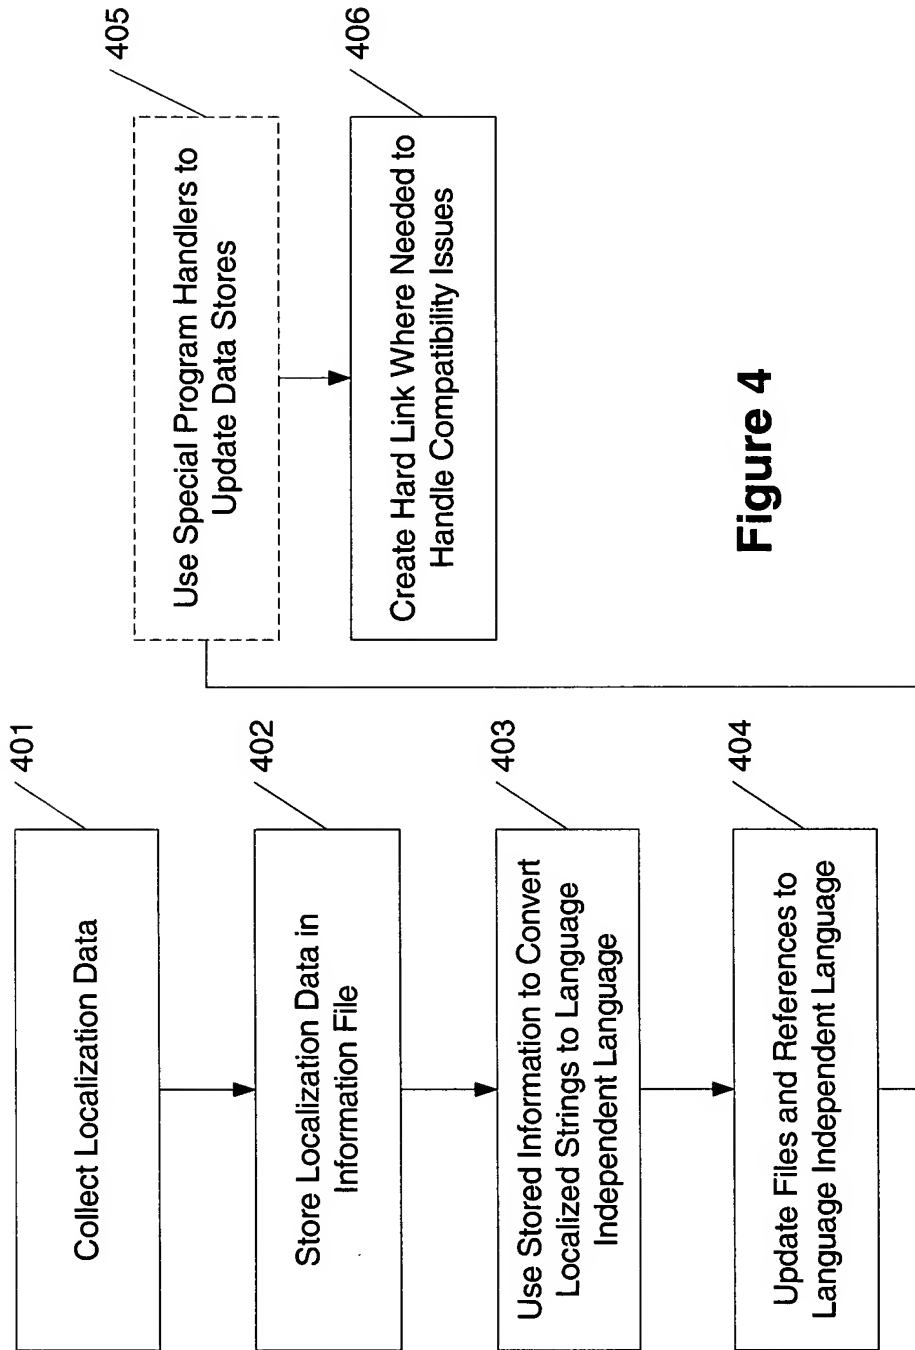 401
Collect Localization Data
402
Store Localization Data in
Information File
403
Use Stored Information to Convert
Localized Strings to Language
Independent Language
404
Update Files and References to
Language Independent Language
405
Use Special Program Handlers to
Update Data Stores
406
Create Hard Link Where Needed to
Handle Compatibility Issues
Figure 4